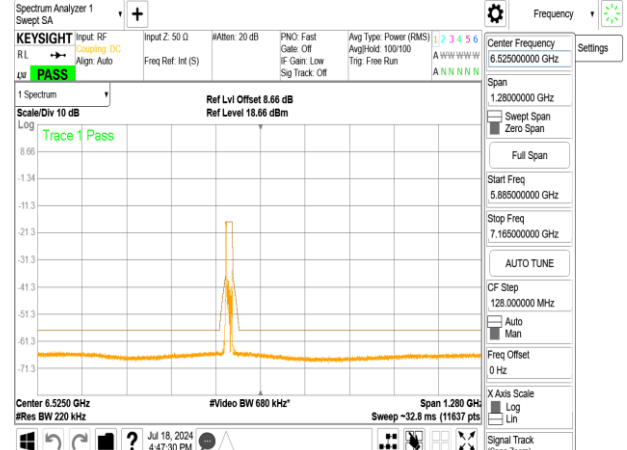 Spectrum Analyzer 1
Swept SA
Frequency
KEYSIGHT
RL
PASS
Input: RF
Coupling: DC
Align: Auto
Input Z: 50 Ω
Freq Ref: Int (S)
#Atten: 20 dB
PNO: Fast
Gate: Off
IF Gain: Low
Sig Track: Off
Avg Type: Power (RMS)
Avg|Hold: 100/100
Trig: Free Run
1 2 3 4 5 6
A W W W W W
A N N N N N
1 Spectrum
Scale/Div 10 dB
Ref Lvl Offset 8.66 dB
Ref Level 18.66 dBm
Log
Trace 1 Pass
8.66
-1.34
-11.3
-21.3
-31.3
-41.3
-51.3
-61.3
-71.3
Center 6.5250 GHz
#Res BW 220 kHz
#Video BW 680 kHz*
Span 1.280 GHz
Sweep ~32.8 ms (11637 pts)
Jul 18, 2024
4:47:30 PM
Center Frequency
6.525000000 GHz
Settings
Span
1.28000000 GHz
Swept Span
Zero Span
Full Span
Start Freq
5.885000000 GHz
Stop Freq
7.165000000 GHz
AUTO TUNE
CF Step
128.000000 MHz
Auto
Man
Freq Offset
0 Hz
X Axis Scale
Log
Lin
Signal Track